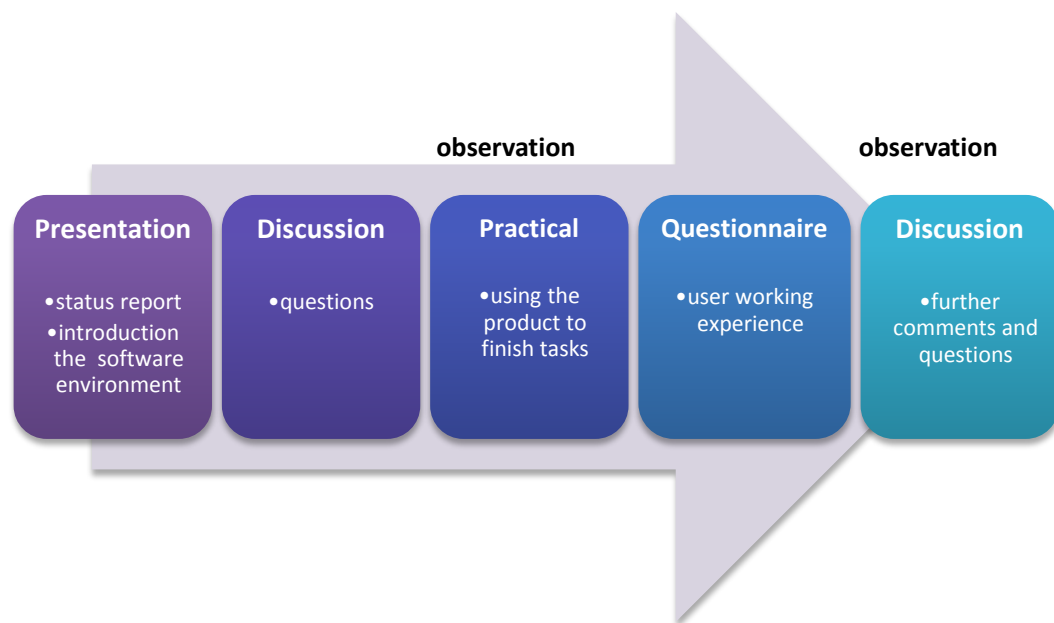 observation
observation
Presentation
•status report
•introduction
the software
environment
Discussion
•questions
Practical
•using the
product to
finish tasks
Questionnaire
•user working
experience
Discussion
•further
comments and
questions